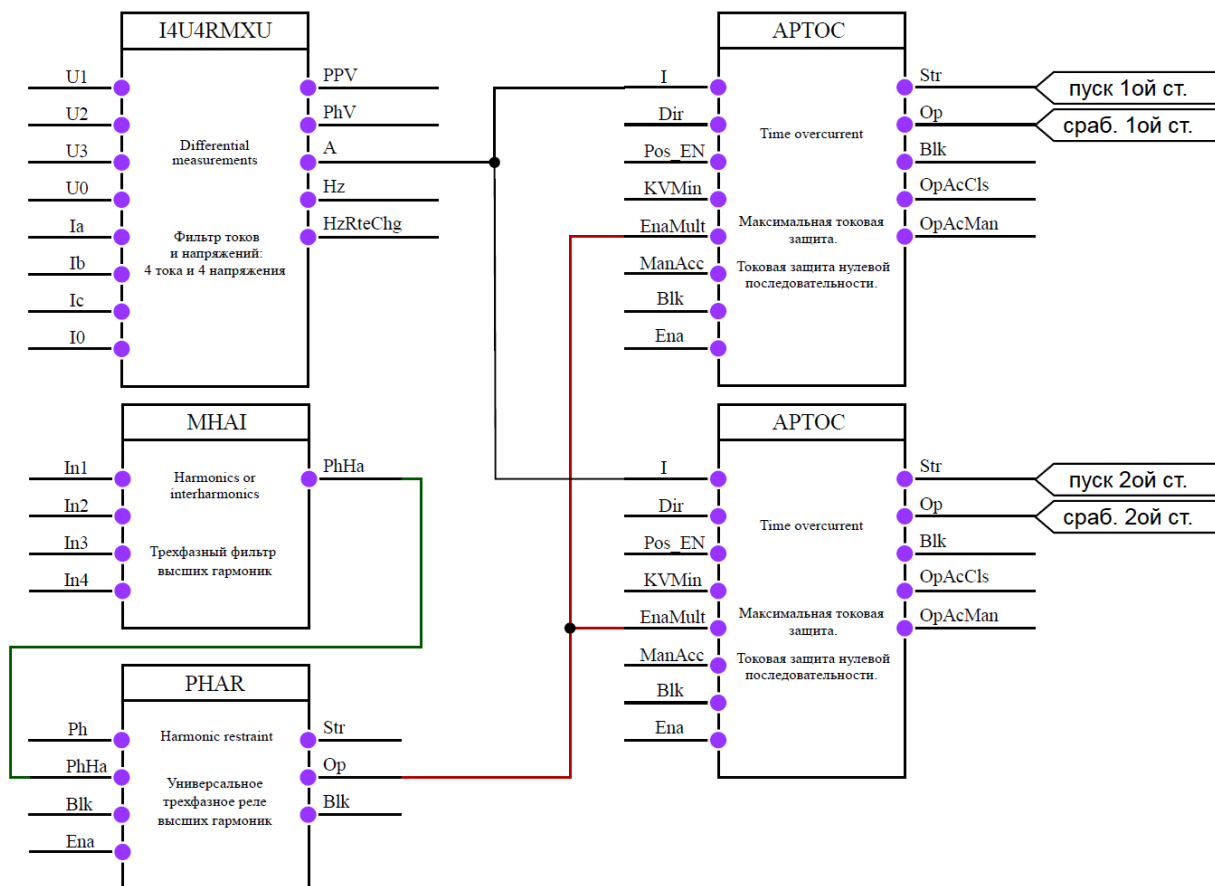 I4U4RMXU
U1
U2
U3
U0
Ia
Ib
Ic
I0
Differential
measurements
Фильтр токов
и напряжений:
4 тока и 4 напряжения
PPV
PhV
A
Hz
HzRteChg
APTOC
I
Dir
Pos_EN
KVMin
EnaMult
ManAcc
Blk
Ena
Time overcurrent
Максимальная токовая
защита.
Токовая защита нулевой
последовательности.
Str
Op
Blk
OpAcCls
OpAcMan
пуск 1ой ст.
сраб. 1ой ст.
MHAI
In1
In2
In3
In4
Harmonics or
interharmonics
Трехфазный фильтр
высших гармоник
PhHa
APTOC
I
Dir
Pos_EN
KVMin
EnaMult
ManAcc
Blk
Ena
Time overcurrent
Максимальная токовая
защита.
Токовая защита нулевой
последовательности.
Str
Op
Blk
OpAcCls
OpAcMan
пуск 2ой ст.
сраб. 2ой ст.
PHAR
Ph
PhHa
Blk
Ena
Harmonic restraint
Универсальное
трехфазное реле
высших гармоник
Str
Op
Blk